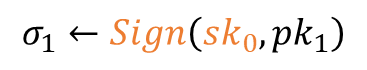 σ₁ ← Sign(sk₀, pk₁)